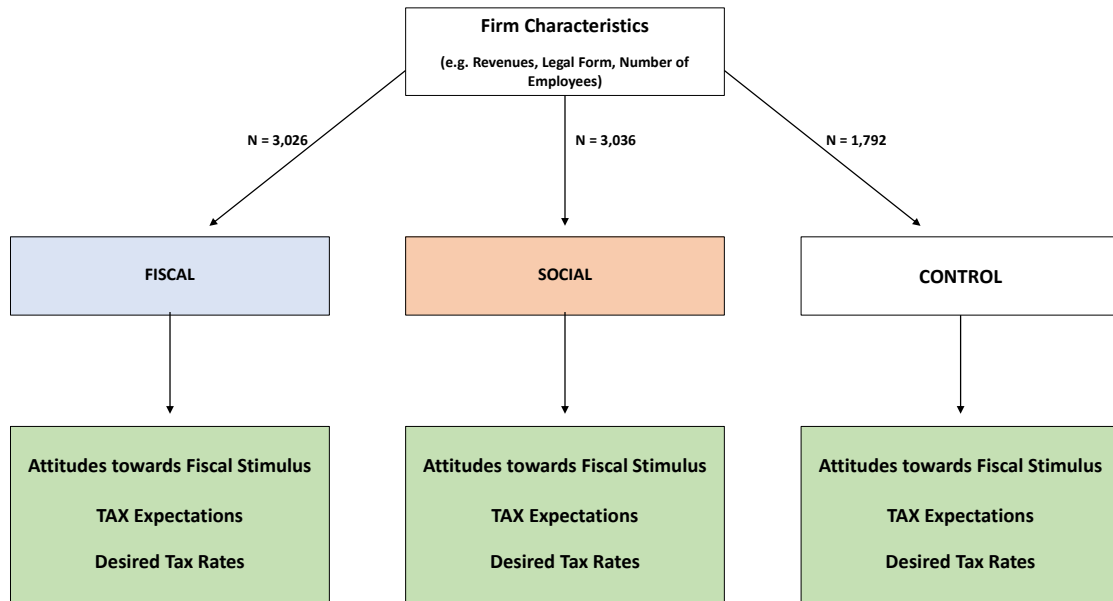 Firm Characteristics
(e.g. Revenues, Legal Form, Number of
Employees)
N = 3,026
N = 3,036
N = 1,792
FISCAL
SOCIAL
CONTROL
Attitudes towards Fiscal Stimulus
TAX Expectations
Desired Tax Rates
Attitudes towards Fiscal Stimulus
TAX Expectations
Desired Tax Rates
Attitudes towards Fiscal Stimulus
TAX Expectations
Desired Tax Rates